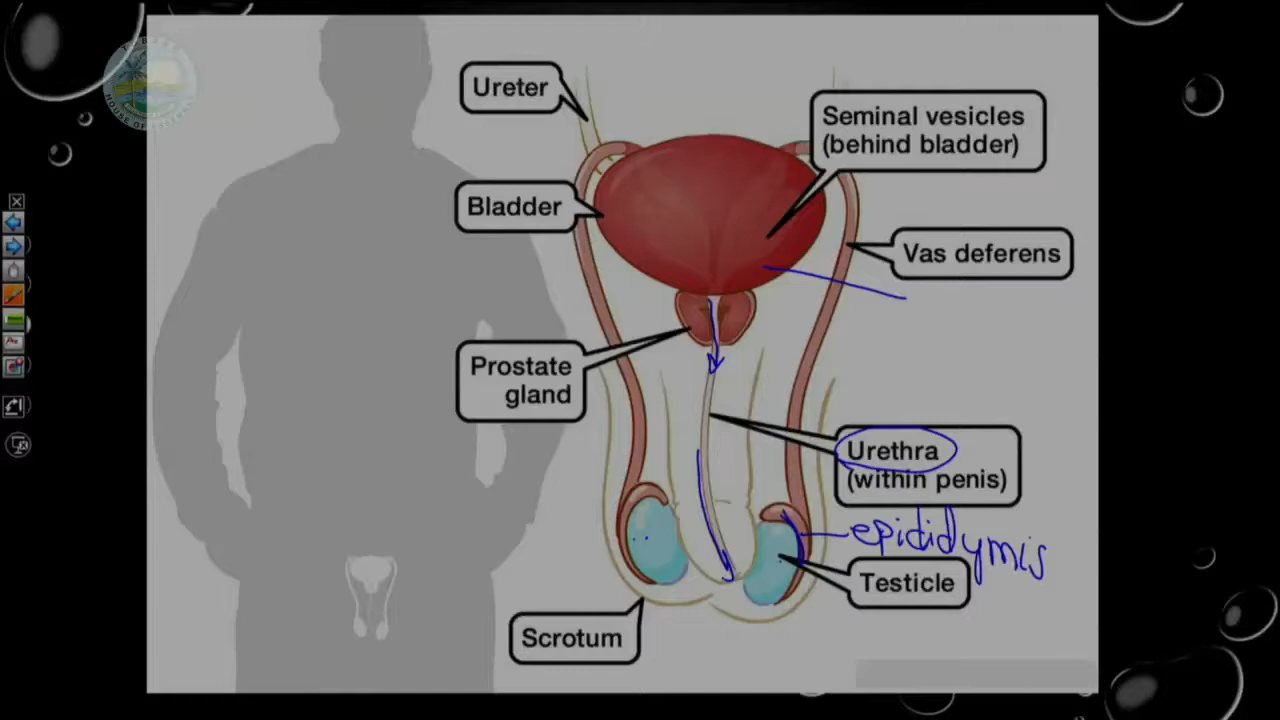 Ureter
Seminal vesicles
(behind bladder)
Bladder
Vas deferens
Prostate
gland
Urethra
(within penis)
epididymis
Testicle
Scrotum